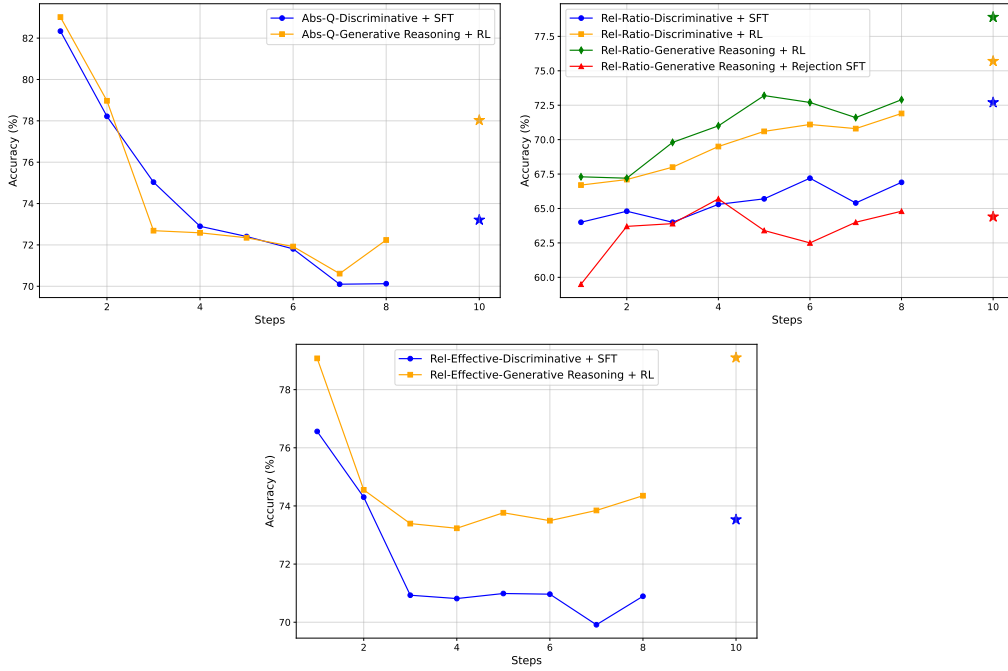 Abs-Q-Discriminative + SFT
Abs-Q-Generative Reasoning + RL
82
80
78
76
74
72
70
Accuracy (%)
2
4
6
8
10
Steps
Rel-Ratio-Discriminative + SFT
Rel-Ratio-Discriminative + RL
Rel-Ratio-Generative Reasoning + RL
Rel-Ratio-Generative Reasoning + Rejection SFT
77.5
75.0
72.5
70.0
67.5
65.0
62.5
60.0
Accuracy (%)
2
4
6
8
10
Steps
Rel-Effective-Discriminative + SFT
Rel-Effective-Generative Reasoning + RL
78
76
74
72
70
Accuracy (%)
2
4
6
8
10
Steps